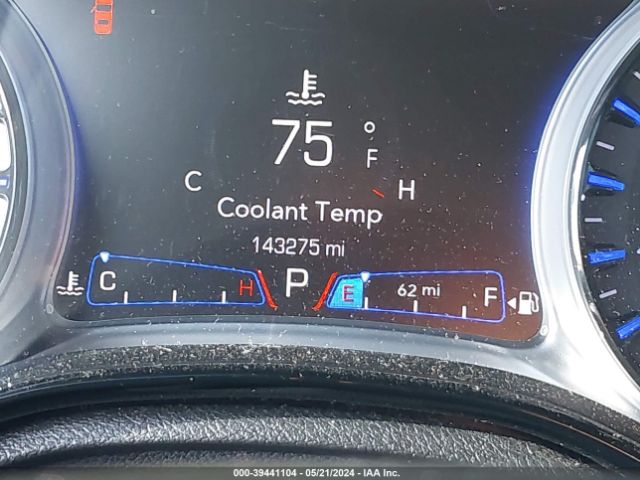 75 °F
C H
Coolant Temp
143275 mi
C H P E 62 mi F
000-39441104 - 05/21/2024 - IAA Inc.